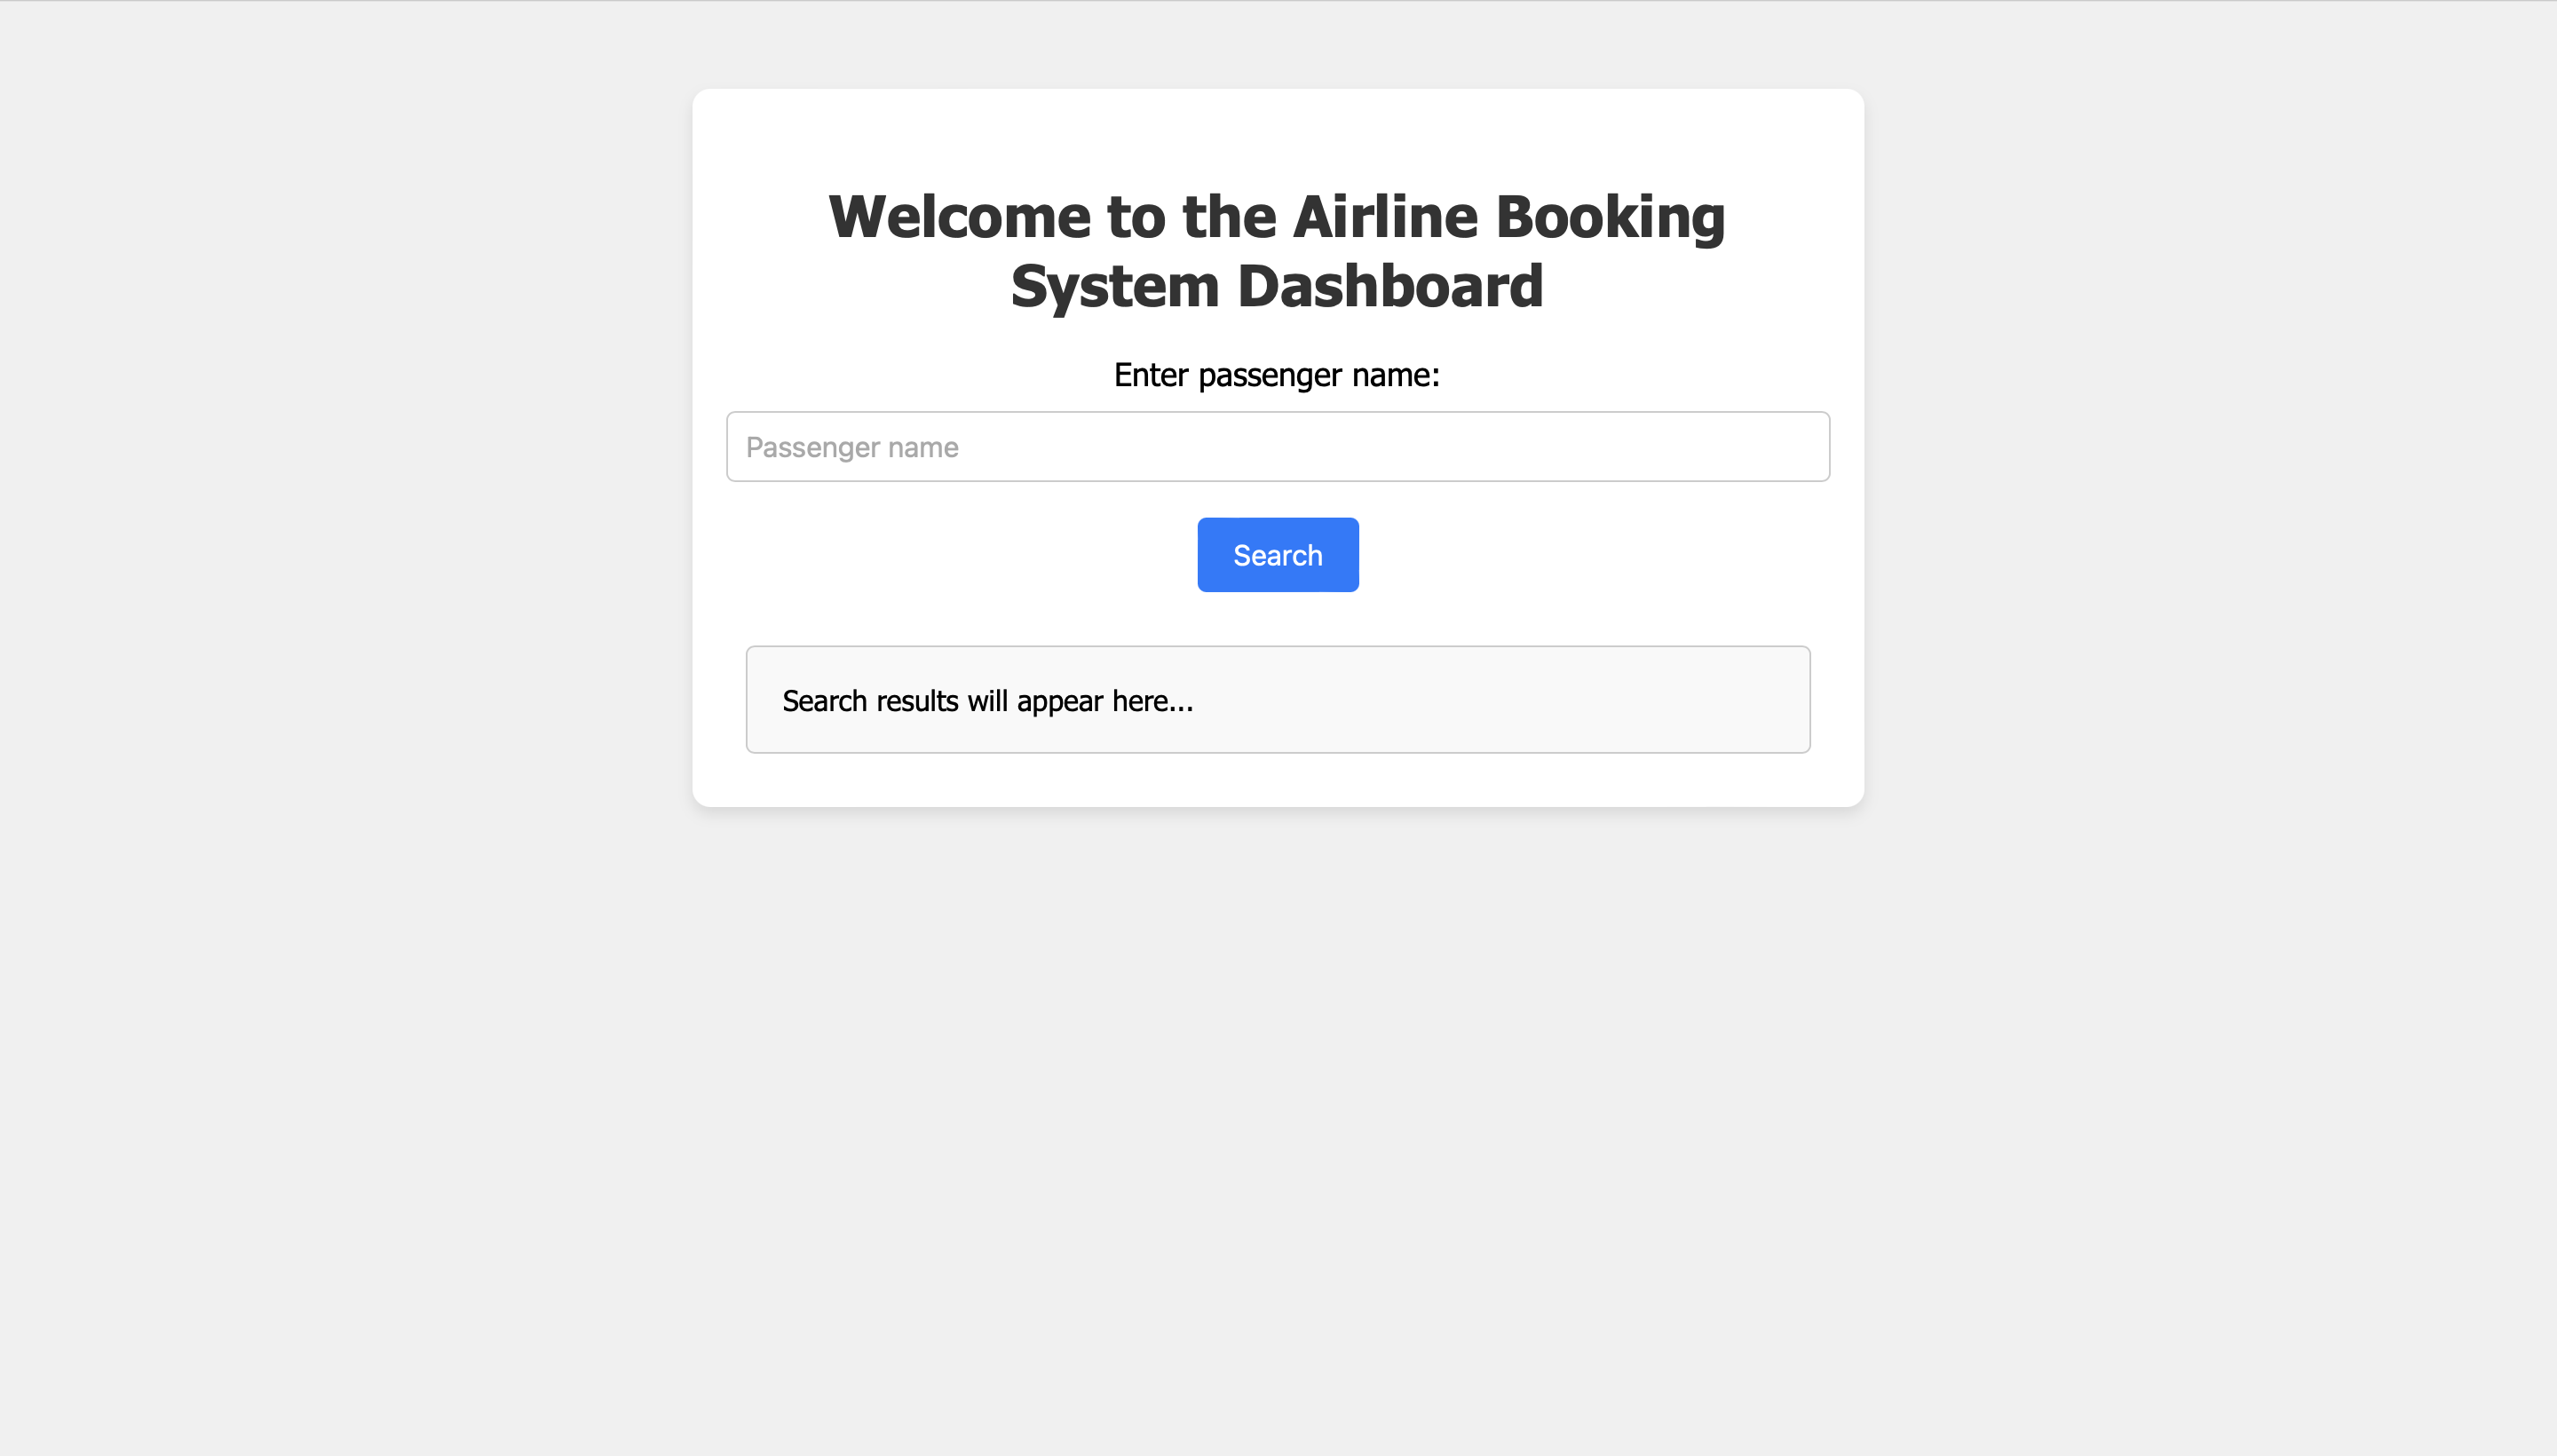 Welcome to the Airline Booking
System Dashboard
Enter passenger name:
Passenger name
Search
Search results will appear here...